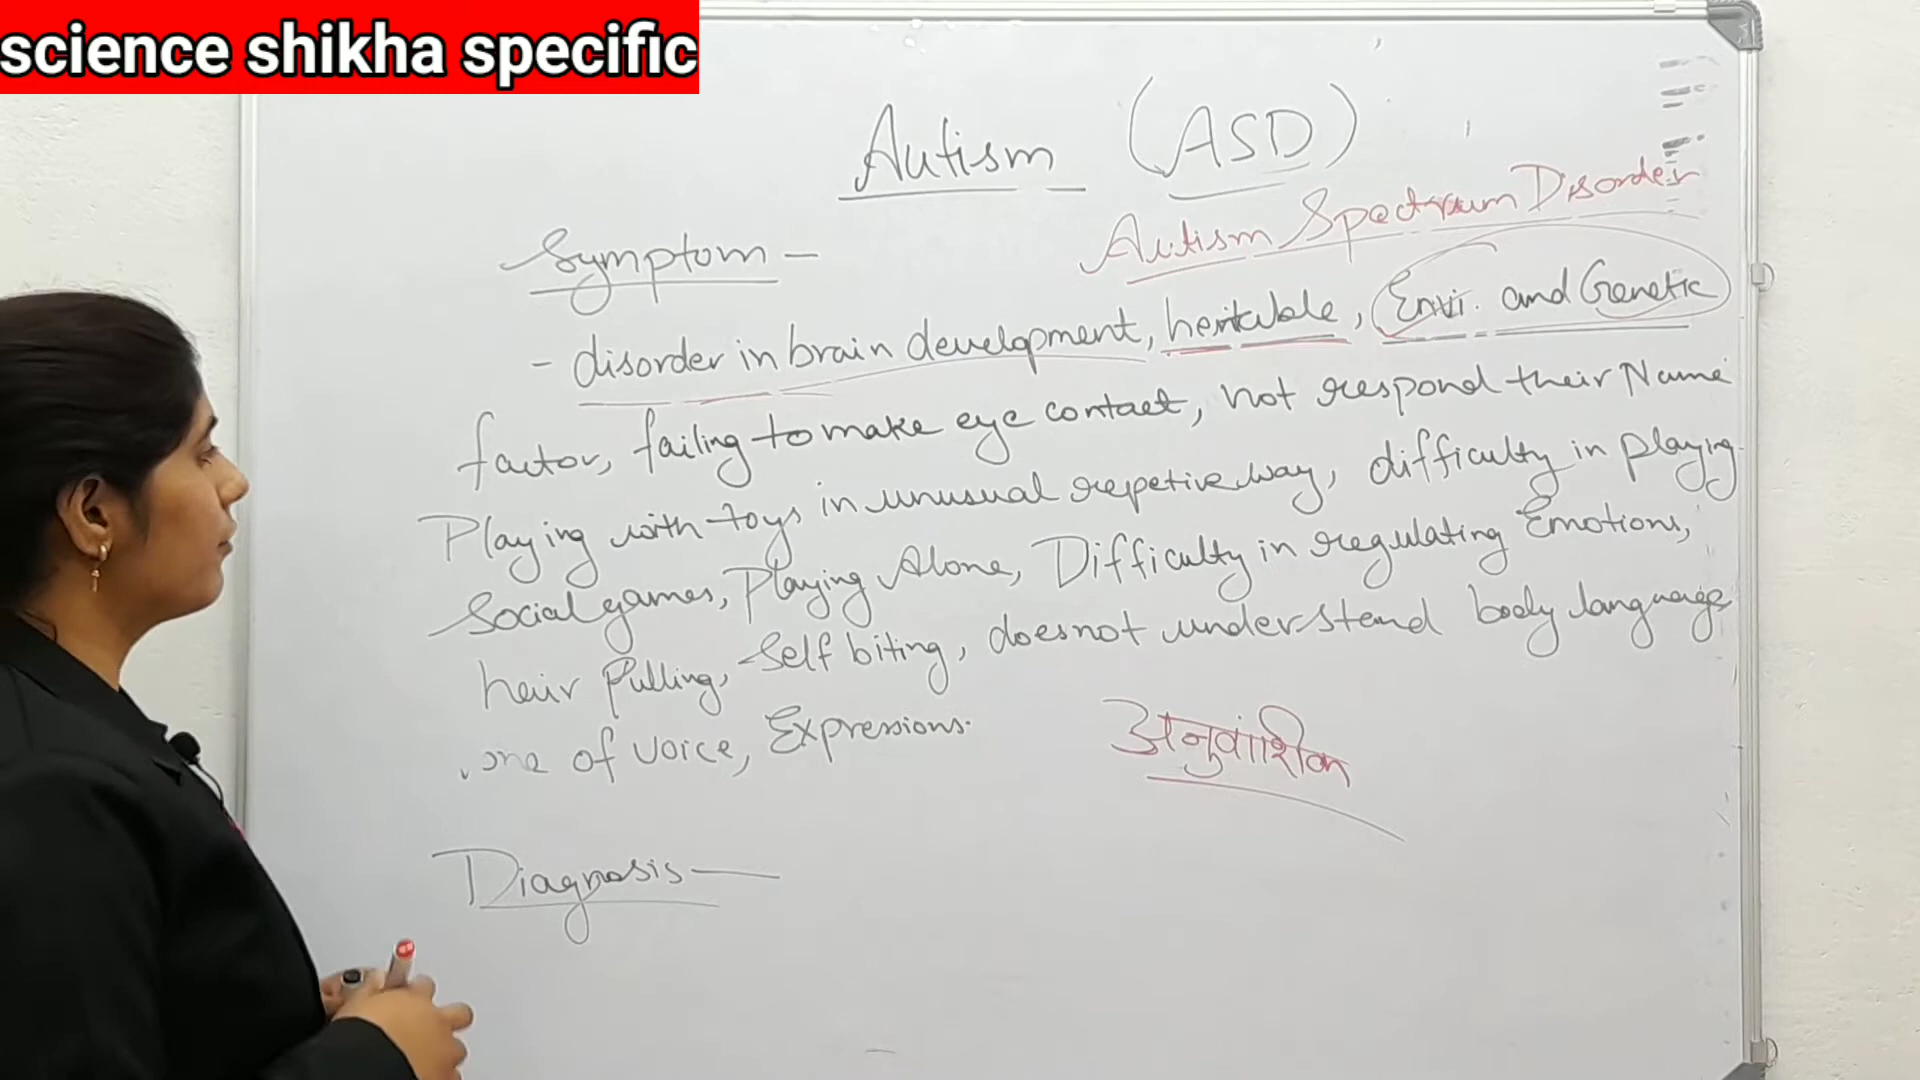 science shikha specific
Autism (ASD)
Autism Spectrum Disorder
Symptom -
- disorder in brain development, heritable, Envi. and Genetic
factor, failing to make eye contact, not respond their Name
Playing with toys in unusual repetive way, difficulty in playing
Social games, Playing Alone, Difficulty in regulating Emotions,
hair Pulling, Self biting, does not understand body language
of voice, Expressions.
अनुवांशिक
Diagnosis -